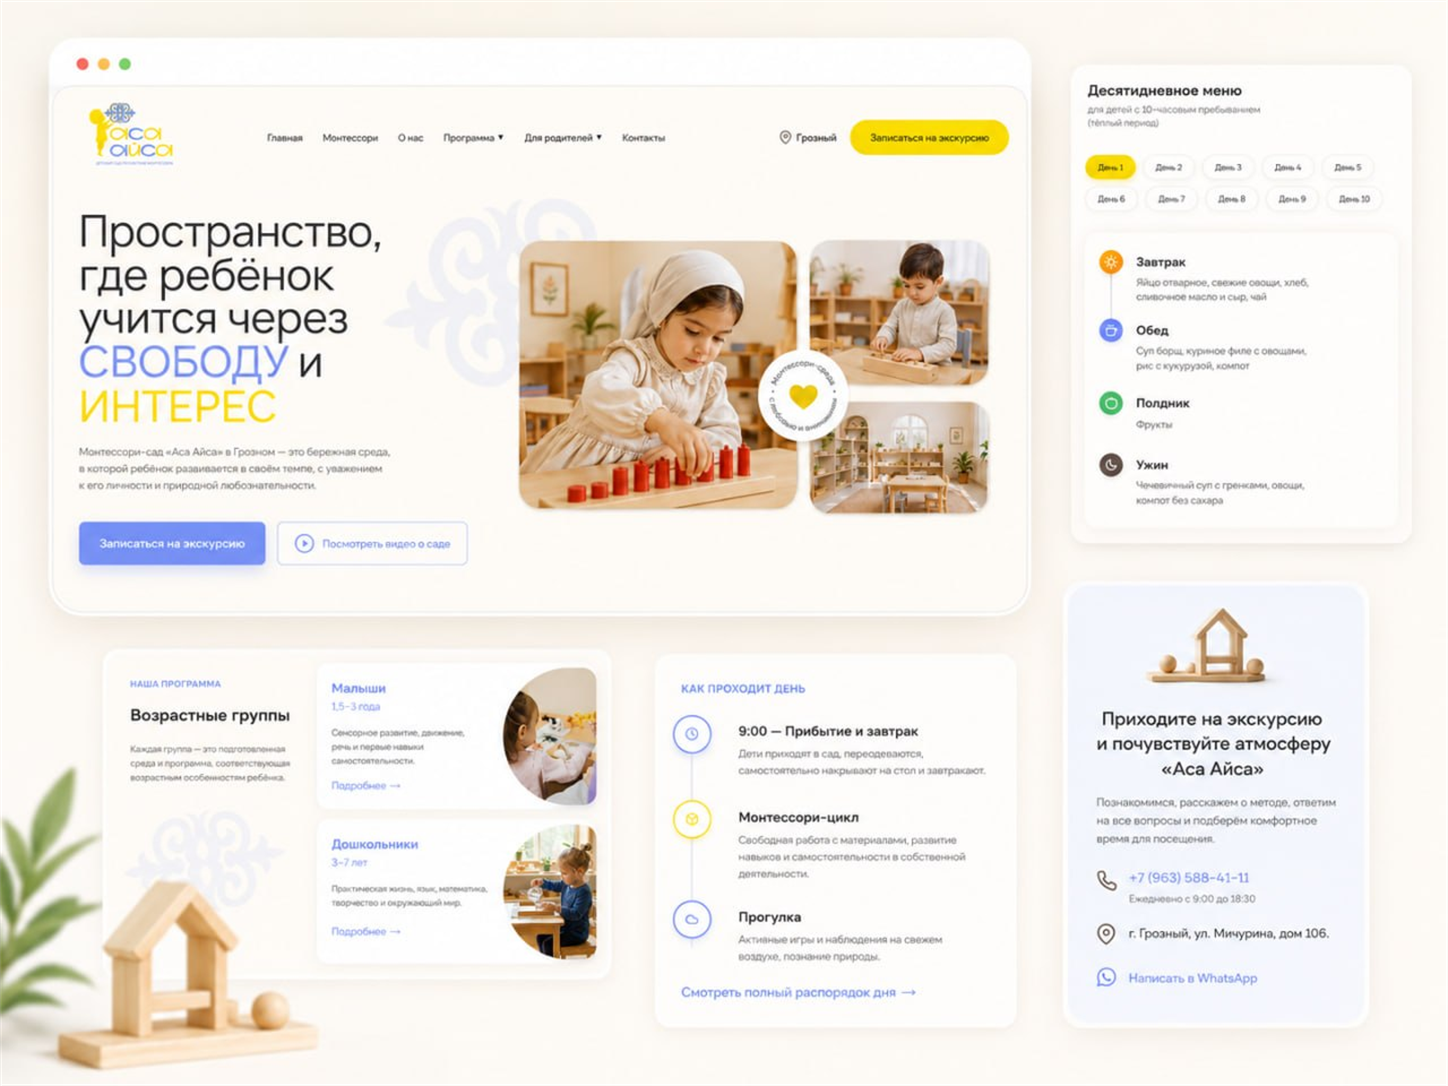 аса
айса
Главная
Монтессори
О нас
Программа ▼
Для родителей ▼
Контакты
Грозный
Записаться на экскурсию
Пространство,
где ребёнок
учится через
СВОБОДУ и
ИНТЕРЕС
Монтессори-сад «Аса Айса» в Грозном — это бережная среда,
в которой ребёнок развивается в своём темпе, с уважением
к его личности и природной любознательности.
Записаться на экскурсию
Посмотреть видео о саде
• Монтессори-среда •
с любовью и вниманием
Десятидневное меню
для детей с 10-часовым пребыванием
(тёплый период)
День 1
День 2
День 3
День 4
День 5
День 6
День 7
День 8
День 9
День 10
Завтрак
Яйцо отварное, свежие овощи, хлеб,
сливочное масло и сыр, чай
Обед
Суп борщ, куриное филе с овощами,
рис с кукурузой, компот
Полдник
Фрукты
Ужин
Чечевичный суп с гренками, овощи,
компот без сахара
НАША ПРОГРАММА
Возрастные группы
Каждая группа — это подготовленная
среда и программа, соответствующая
возрастным особенностям ребёнка.
Малыши
1,5–3 года
Сенсорное развитие, движение,
речь и первые навыки
самостоятельности.
Подробнее →
Дошкольники
3–7 лет
Практическая жизнь, язык, математика,
творчество и окружающий мир.
Подробнее →
КАК ПРОХОДИТ ДЕНЬ
9:00 — Прибытие и завтрак
Дети приходят в сад, переодеваются,
самостоятельно накрывают на стол и завтракают.
Монтессори-цикл
Свободная работа с материалами, развитие
навыков и самостоятельности в собственной
деятельности.
Прогулка
Активные игры и наблюдения на свежем
воздухе, познание природы.
Смотреть полный распорядок дня →
Приходите на экскурсию
и почувствуйте атмосферу
«Аса Айса»
Познакомимся, расскажем о методе, ответим
на все вопросы и подберём комфортное
время для посещения.
+7 (963) 588-41-11
Ежедневно с 9:00 до 18:30
г. Грозный, ул. Мичурина, дом 106.
Написать в WhatsApp